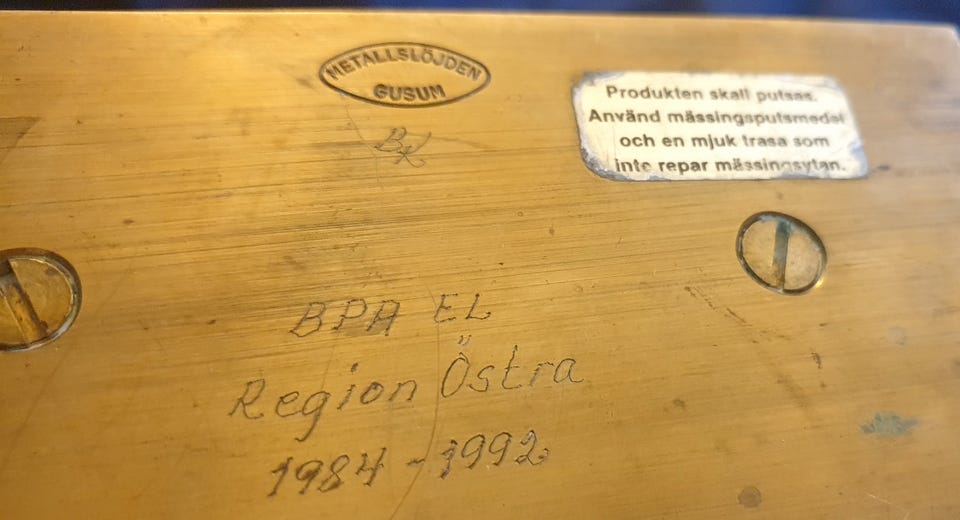 METALLSLÖJDEN
GUSUM
BK
Produkten skall putsas.
Använd mässingsputsmedel
och en mjuk trasa som
inte repar mässingsytan.
BPA EL
Region Östra
1984-1992